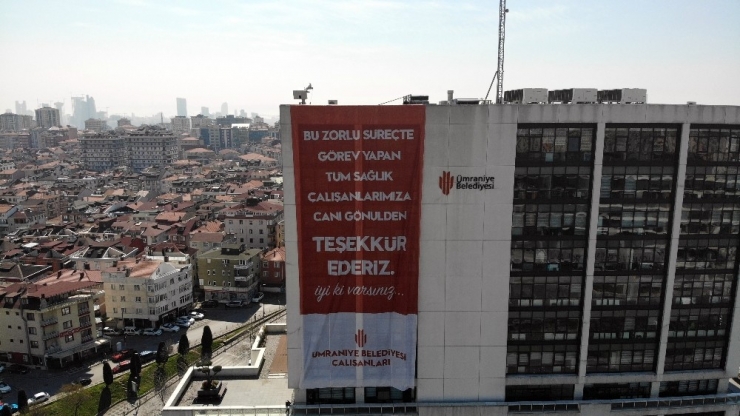 BU ZORLU SÜREÇTE
GÖREV YAPAN
TÜM SAĞLIK
ÇALIŞANLARIMIZA
CANI GÖNÜLDEN
TEŞEKKÜR
EDERİZ.
iyi ki varsınız...
ÜMRANİYE BELEDİYESİ
ÇALIŞANLARI
Ümraniye
Belediyesi